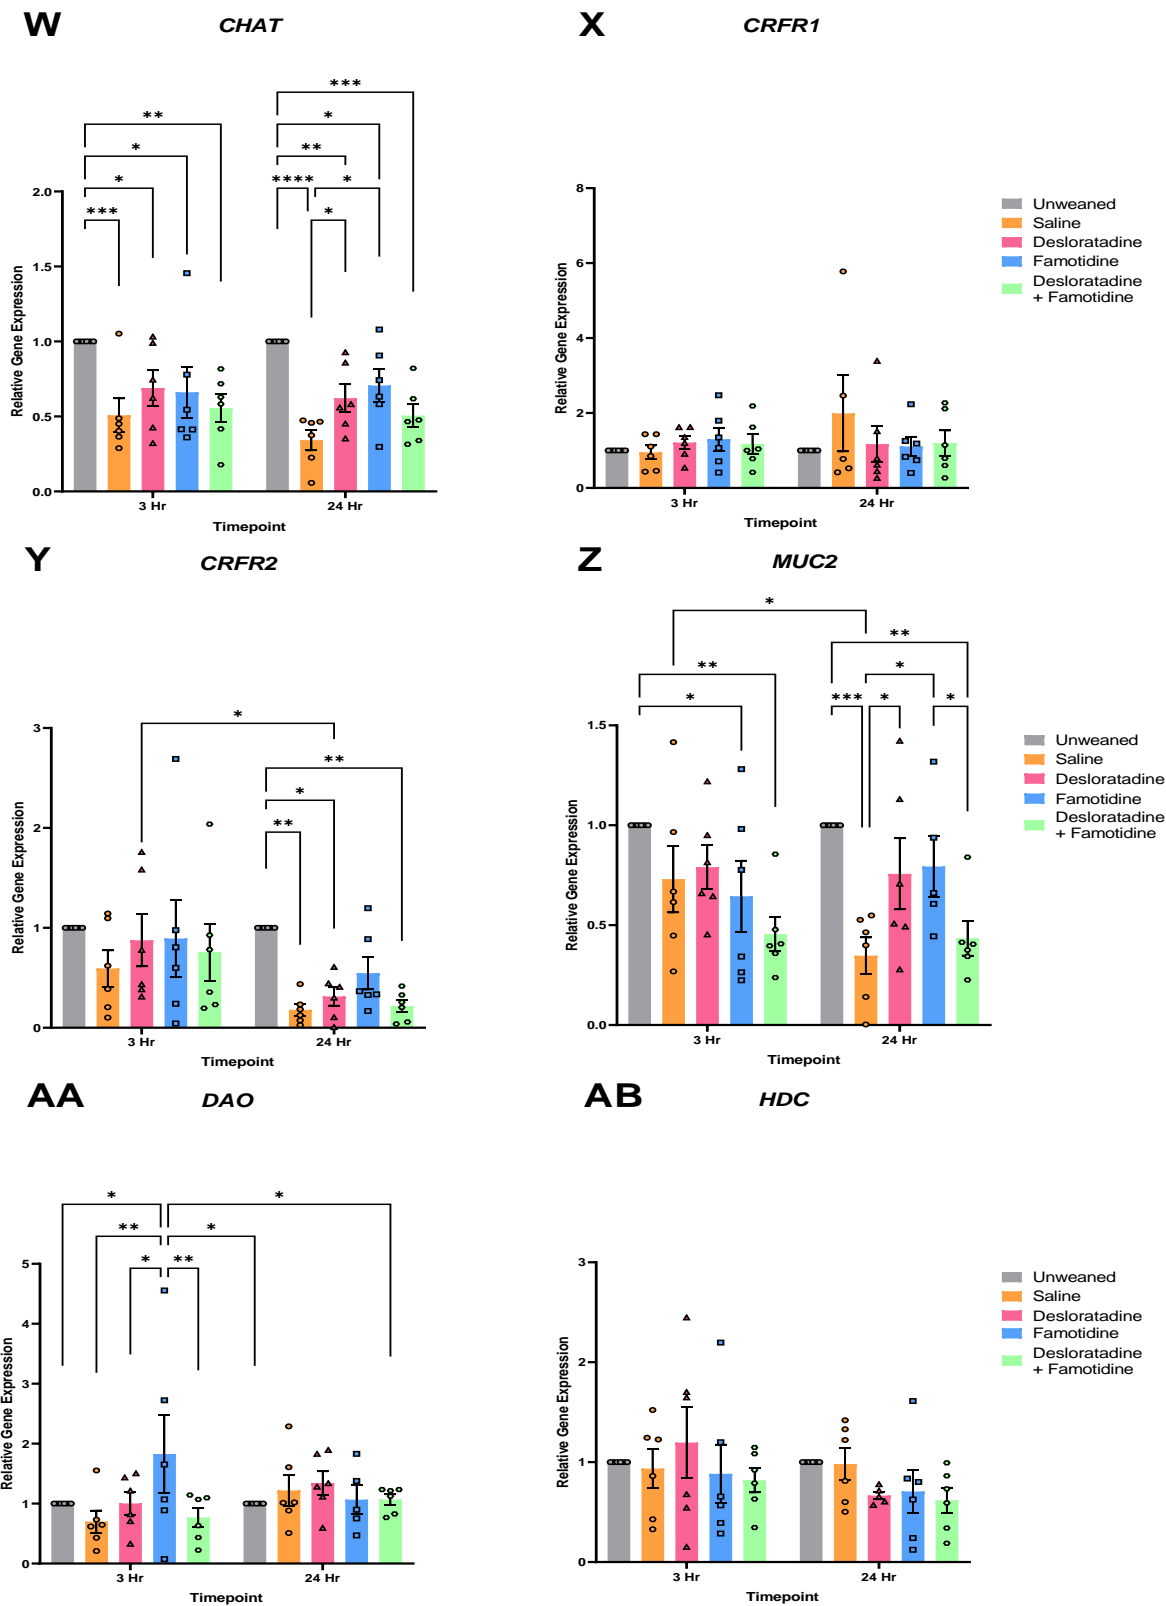 W
CHAT
Relative Gene Expression
2.0
1.5
1.0
0.5
0.0
***
*
*
**
****
**
*
***
*
*
3 Hr
24 Hr
Timepoint
X
CRFR1
Relative Gene Expression
8
6
4
2
0
3 Hr
24 Hr
Timepoint
Unweaned
Saline
Desloratadine
Famotidine
Desloratadine
+ Famotidine
Y
CRFR2
Relative Gene Expression
3
2
1
0
*
**
*
**
3 Hr
24 Hr
Timepoint
Z
MUC2
Relative Gene Expression
1.5
1.0
0.5
0.0
*
**
**
*
*
***
*
*
3 Hr
24 Hr
Timepoint
Unweaned
Saline
Desloratadine
Famotidine
Desloratadine
+ Famotidine
AA
DAO
Relative Gene Expression
5
4
3
2
1
0
*
*
**
*
*
**
3 Hr
24 Hr
Timepoint
AB
HDC
Relative Gene Expression
3
2
1
0
3 Hr
24 Hr
Timepoint
Unweaned
Saline
Desloratadine
Famotidine
Desloratadine
+ Famotidine